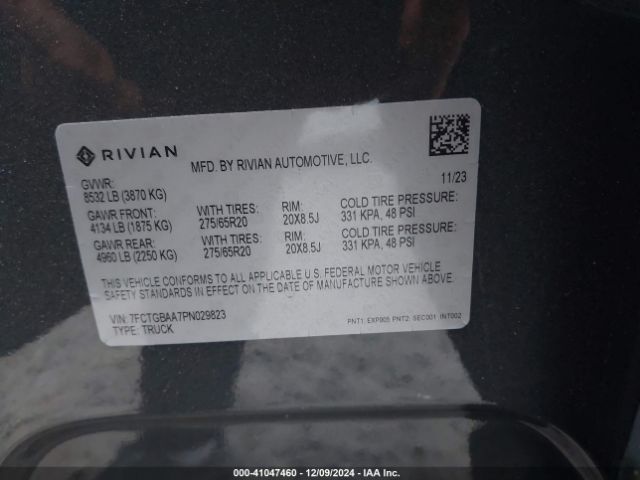 RIVIAN
MFD. BY RIVIAN AUTOMOTIVE, LLC.
GVWR:
8532 LB (3870 KG)
11/23
GAWR FRONT: WITH TIRES: RIM: COLD TIRE PRESSURE:
4134 LB (1875 KG) 275/65R20 20X8.5J 331 KPA, 48 PSI
GAWR REAR: WITH TIRES: RIM: COLD TIRE PRESSURE:
4960 LB (2250 KG) 275/65R20 20X8.5J 331 KPA, 48 PSI
THIS VEHICLE CONFORMS TO ALL APPLICABLE U.S. FEDERAL MOTOR VEHICLE
SAFETY STANDARDS IN EFFECT ON THE DATE OF MANUFACTURE SHOWN ABOVE.
VIN: 7FCTGBAA7PN029823
TYPE: TRUCK
PNT1: EXP905 PNT2: SEC001 INT002
000-41047460 - 12/09/2024 - IAA Inc.